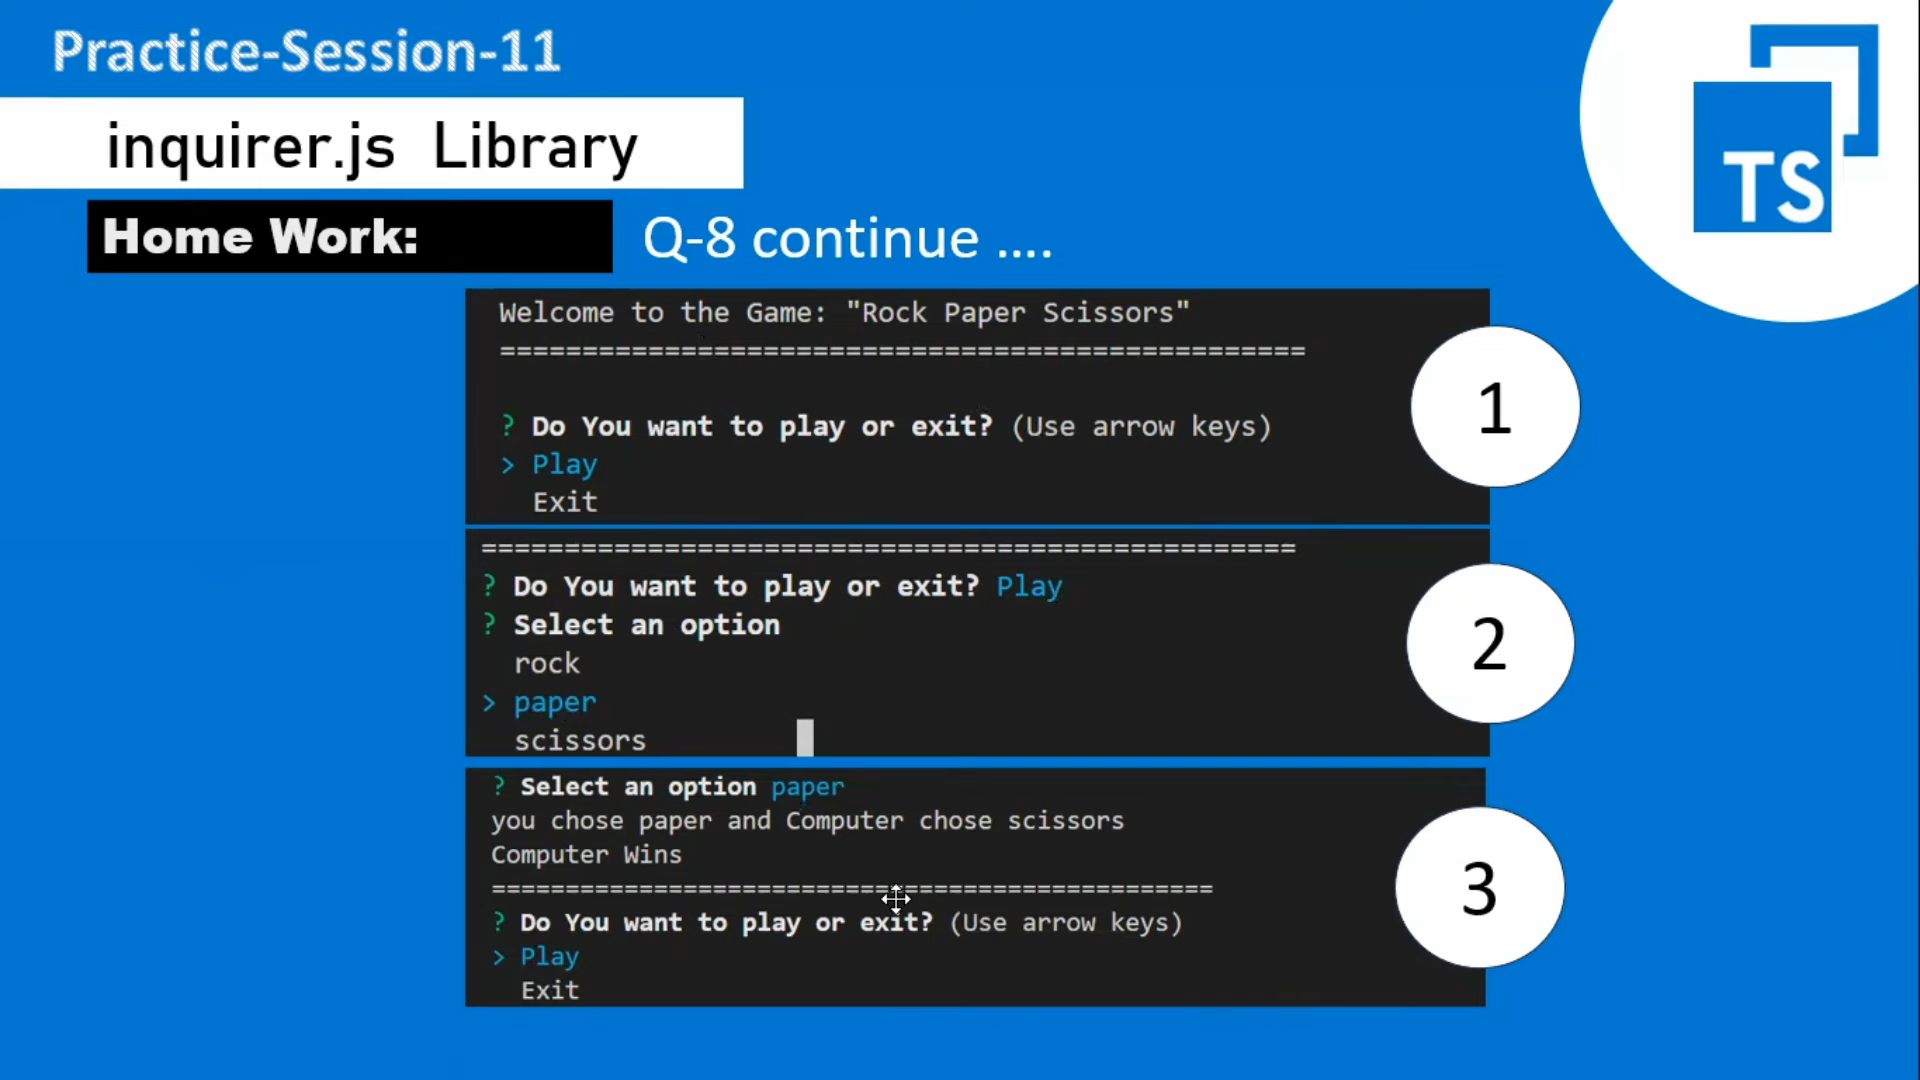 Practice-Session-11
inquirer.js Library
Home Work:
Q-8 continue ....
TS
Welcome to the Game: "Rock Paper Scissors"
=================================================
? Do You want to play or exit? (Use arrow keys)
> Play
Exit
1
=================================================
? Do You want to play or exit? Play
? Select an option
rock
> paper
scissors
2
? Select an option paper
you chose paper and Computer chose scissors
Computer Wins
=================================================
? Do You want to play or exit? (Use arrow keys)
> Play
Exit
3